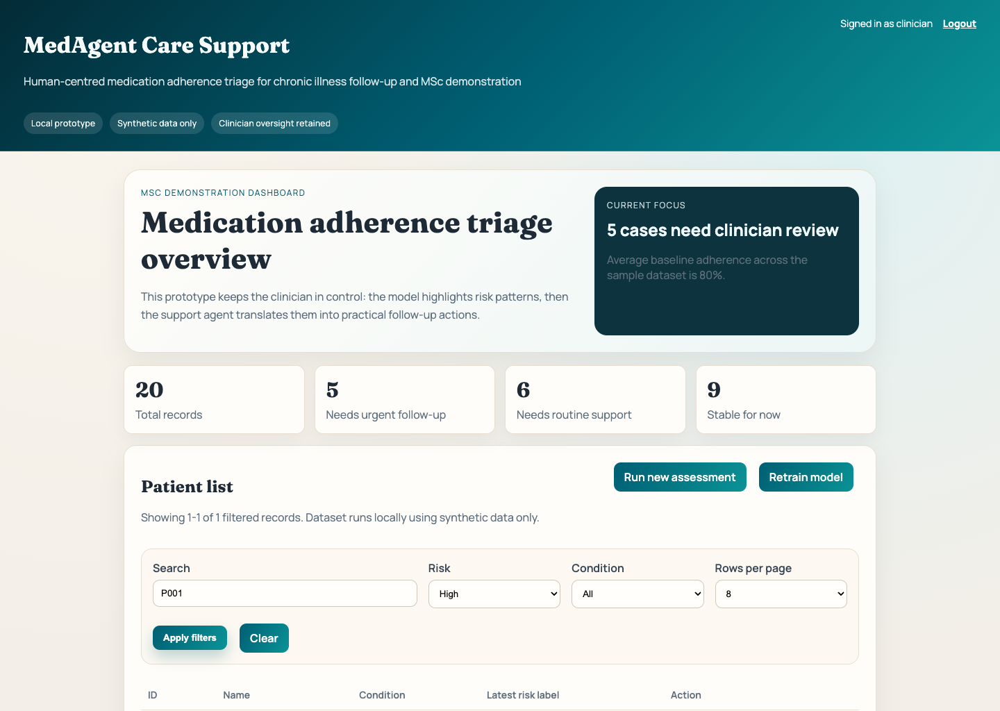 Signed in as clinician Logout
MedAgent Care Support
Human-centred medication adherence triage for chronic illness follow-up and MSc demonstration
Local prototype Synthetic data only Clinician oversight retained
MSC DEMONSTRATION DASHBOARD
Medication adherence triage
overview
This prototype keeps the clinician in control: the model highlights risk patterns, then
the support agent translates them into practical follow-up actions.
CURRENT FOCUS
5 cases need clinician review
Average baseline adherence across the
sample dataset is 80%.
20
Total records
5
Needs urgent follow-up
6
Needs routine support
9
Stable for now
Patient list
Run new assessment Retrain model
Showing 1-1 of 1 filtered records. Dataset runs locally using synthetic data only.
Search Risk Condition Rows per page
P001 High All 8
Apply filters Clear
ID Name Condition Latest risk label Action